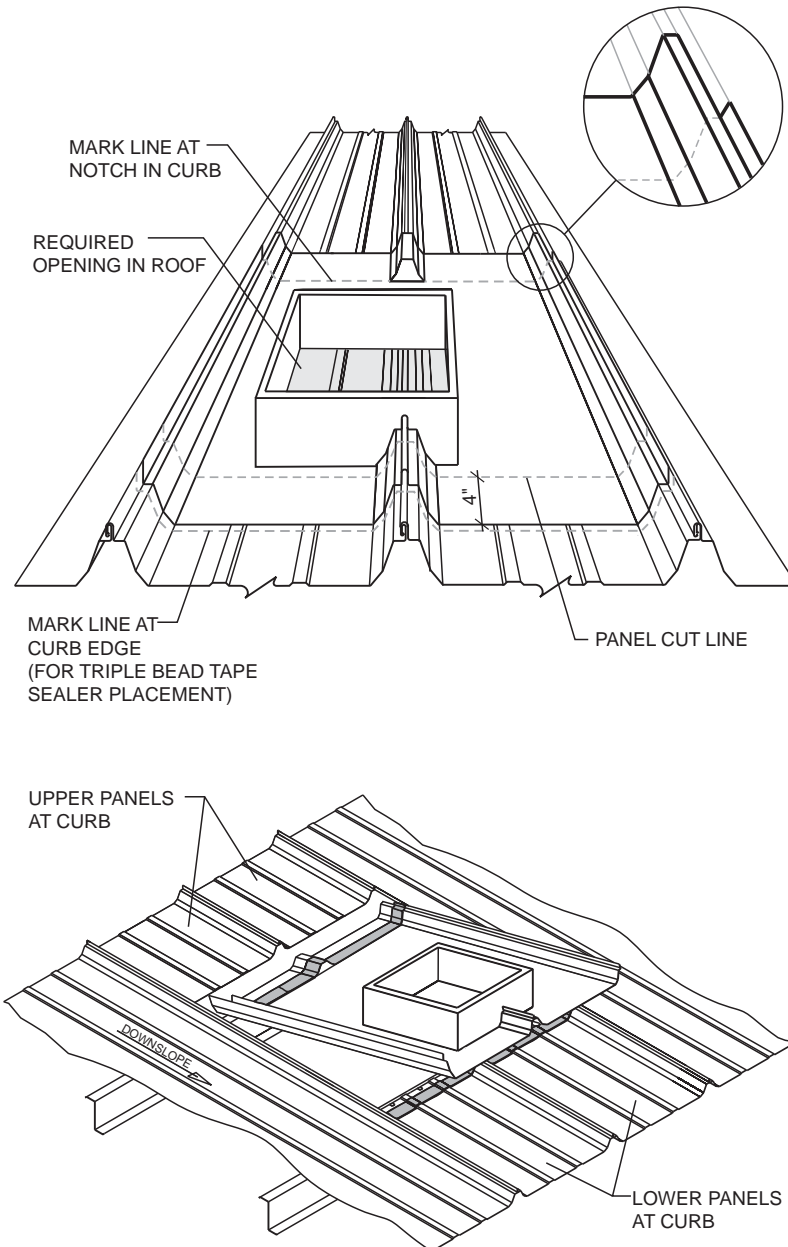 MARK LINE AT
NOTCH IN CURB
REQUIRED
OPENING IN ROOF
4"
MARK LINE AT
CURB EDGE
(FOR TRIPLE BEAD TAPE
SEALER PLACEMENT)
PANEL CUT LINE
UPPER PANELS
AT CURB
DOWNSLOPE
LOWER PANELS
AT CURB